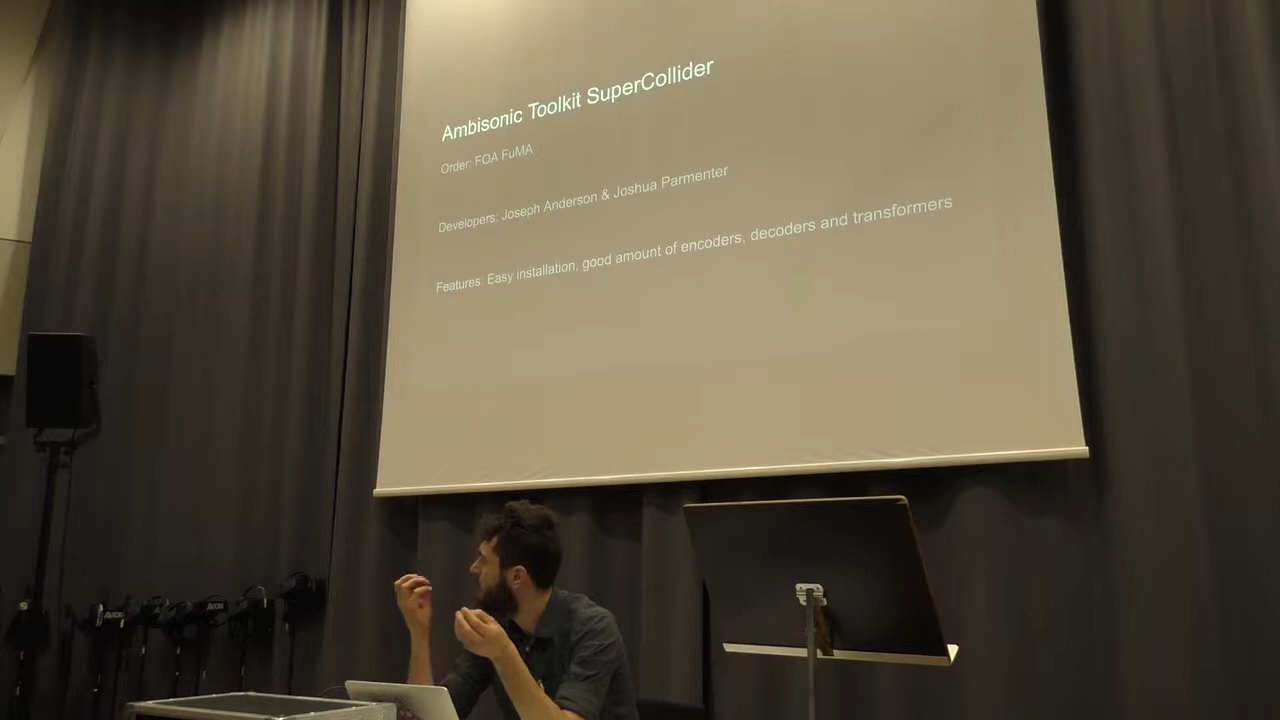 Ambisonic Toolkit SuperCollider
Order: FOA FuMA
Developers: Joseph Anderson & Joshua Parmenter
Features: Easy installation, good amount of encoders, decoders and transformers